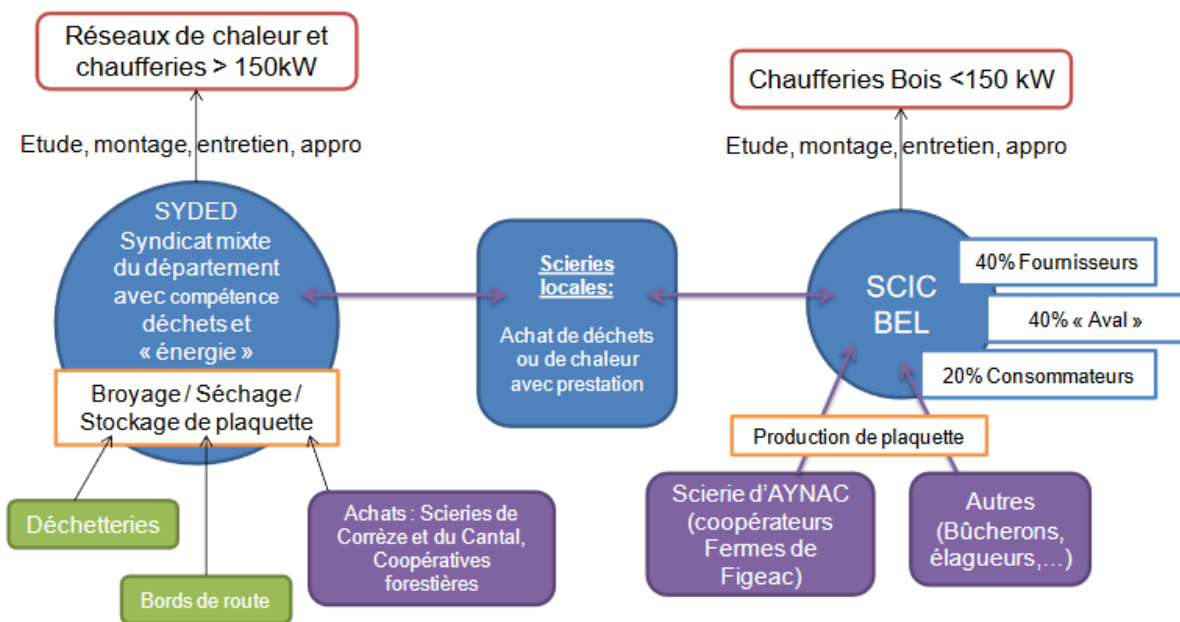 Réseaux de chaleur et
chaufferies > 150kW
Etude, montage, entretien, appro
SYDED
Syndicat mixte
du département
avec compétence
déchets et
« énergie »
Broyage / Séchage /
Stockage de plaquette
Déchetteries
Bords de route
Achats : Scieries de
Corrèze et du Cantal,
Coopératives
forestières
Scieries
locales:
Achat de déchets
ou de chaleur
avec prestation
Chaufferies Bois <150 kW
Etude, montage, entretien, appro
SCIC
BEL
40% Fournisseurs
40% « Aval »
20% Consommateurs
Production de plaquette
Scierie d’AYNAC
(coopérateurs
Fermes de
Figeac)
Autres
(Bûcherons,
élagueurs,…)